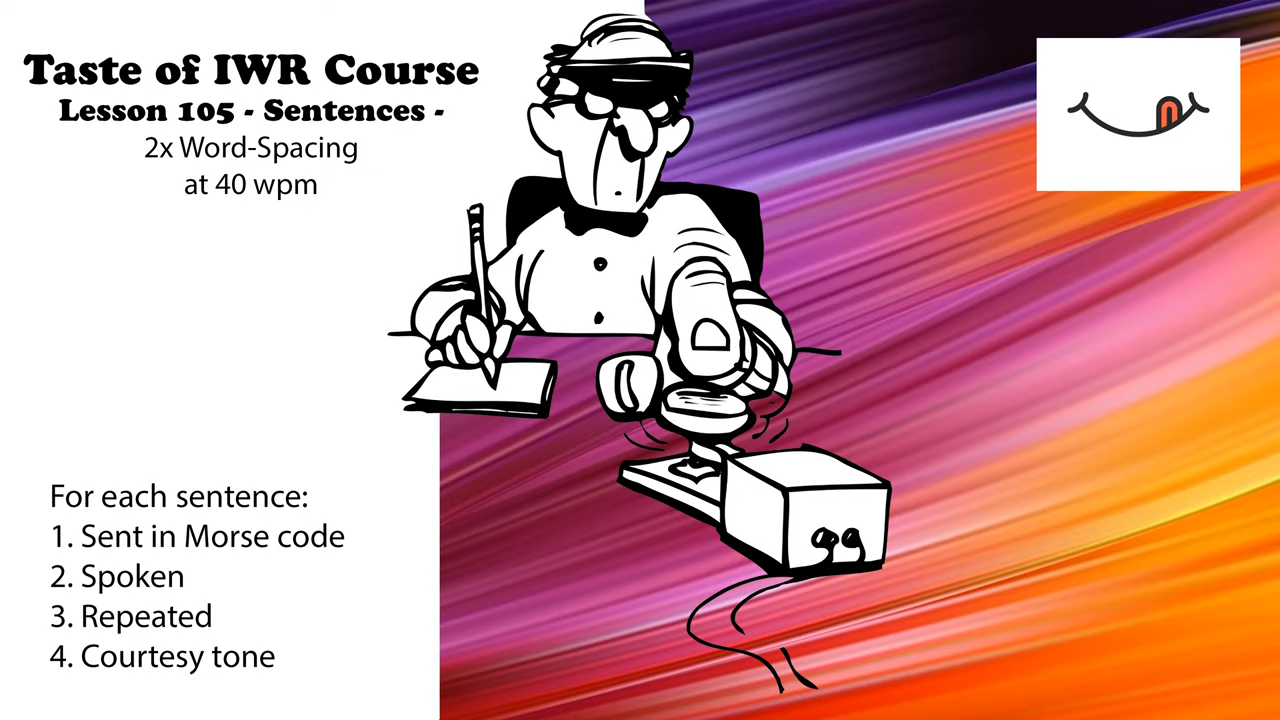 Taste of IWR Course
Lesson 105 - Sentences -
2x Word-Spacing
at 40 wpm
For each sentence:
1. Sent in Morse code
2. Spoken
3. Repeated
4. Courtesy tone